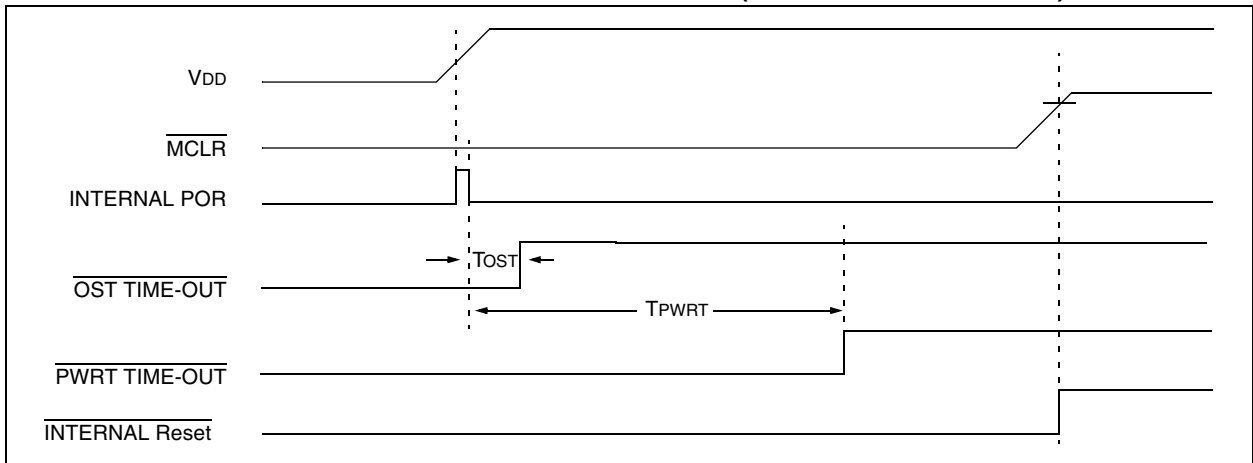 VDD
MCLR
INTERNAL POR
TOST
OST TIME-OUT
TPWRT
PWRT TIME-OUT
INTERNAL Reset